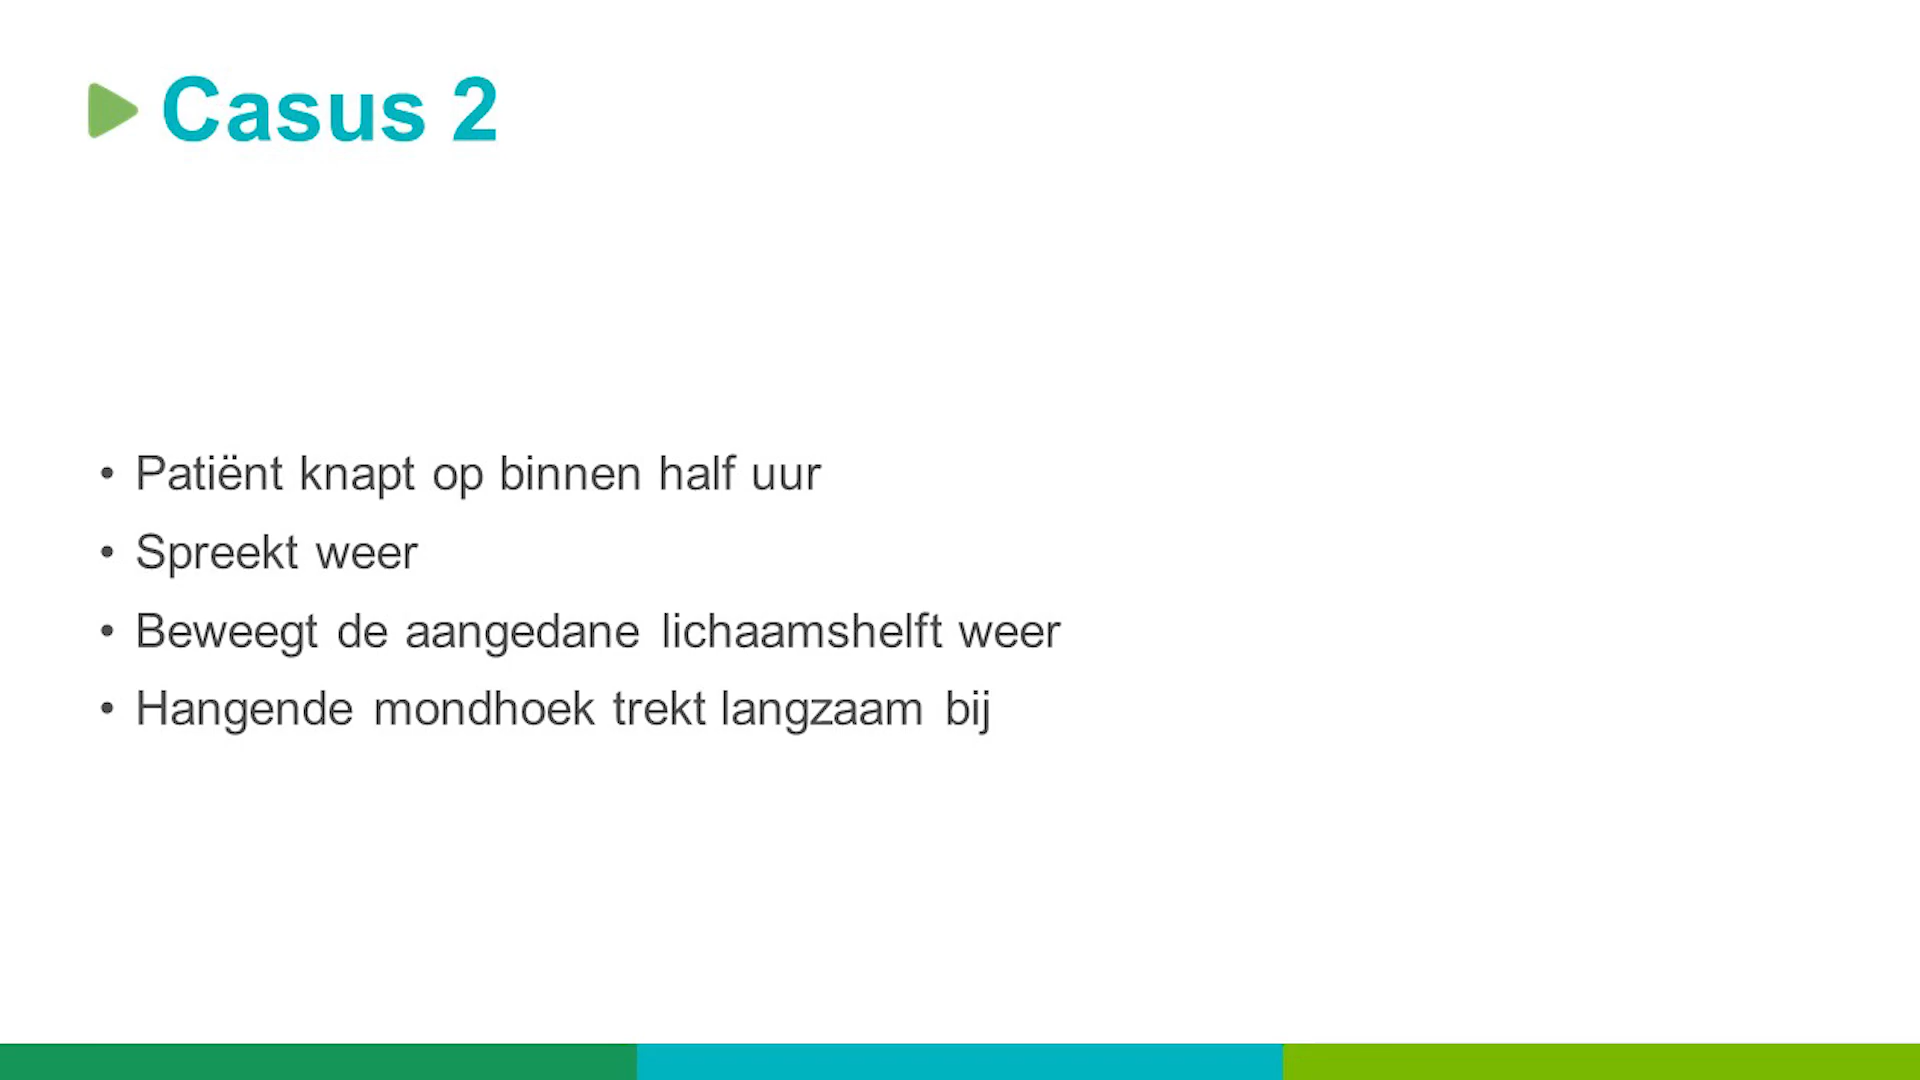 Casus 2
• Patiënt knapt op binnen half uur
• Spreekt weer
• Beweegt de aangedane lichaamshelft weer
• Hangende mondhoek trekt langzaam bij